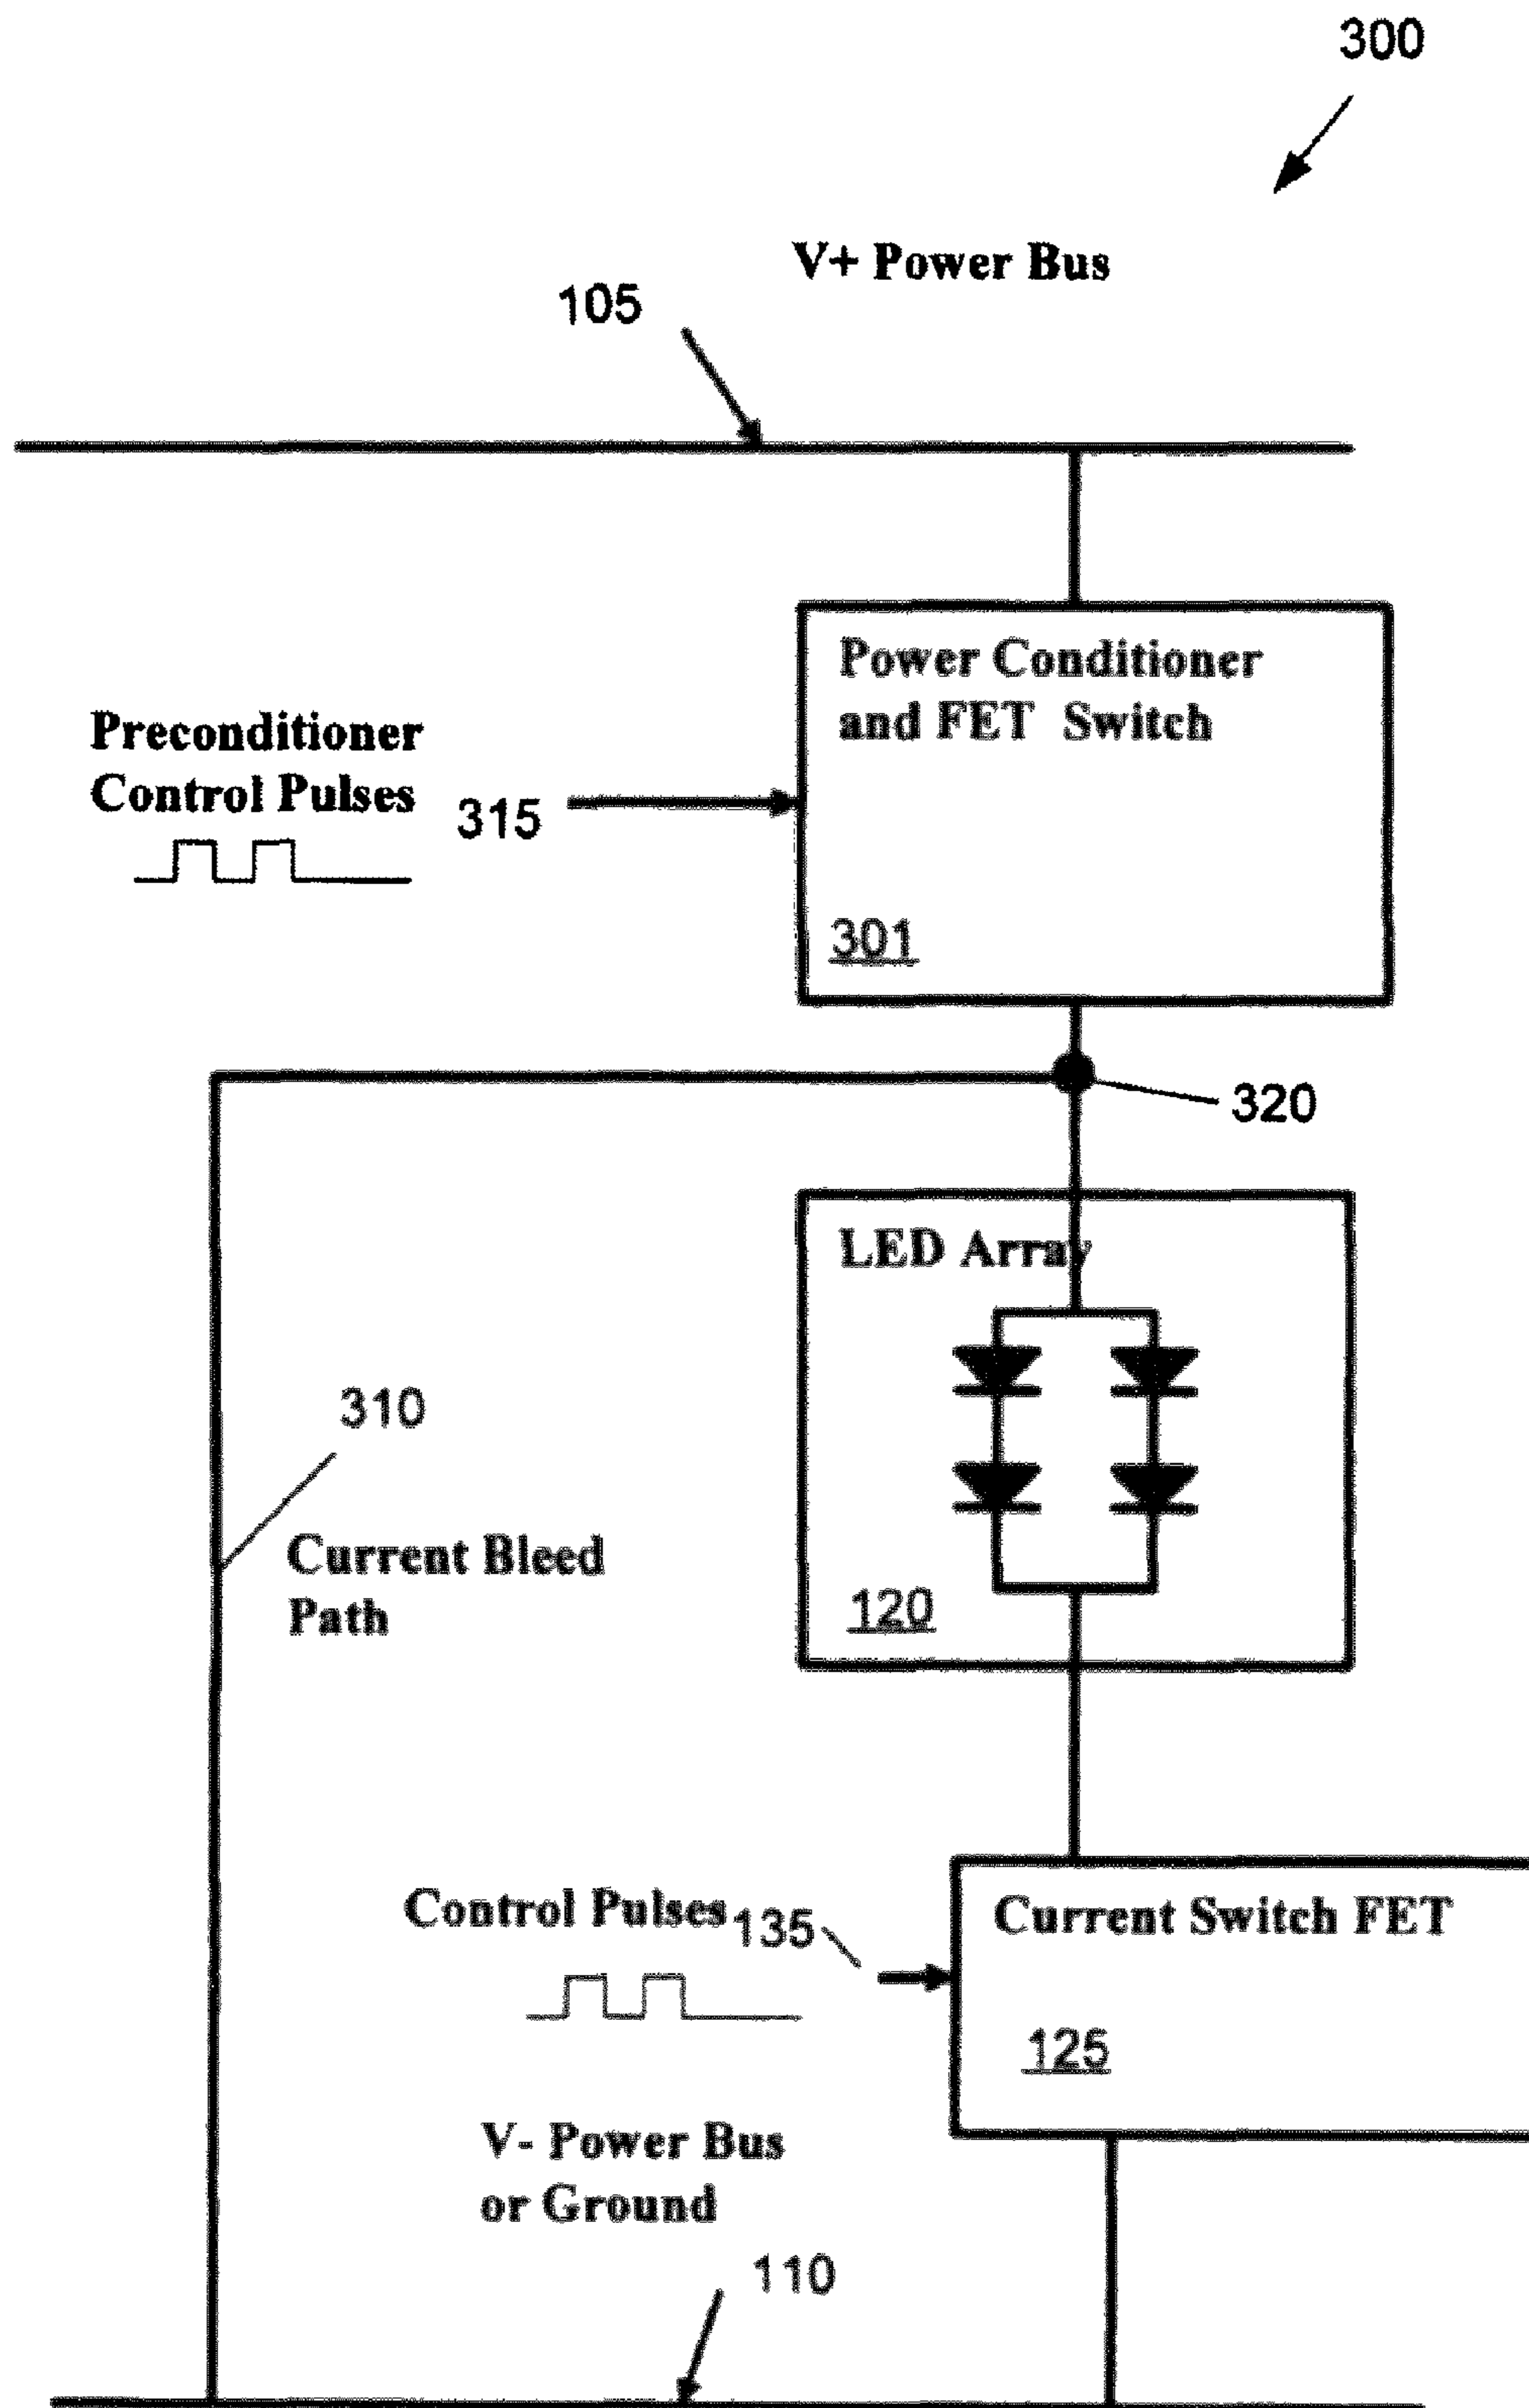 300
V+ Power Bus
105
Power Conditioner
and FET Switch
Preconditioner
Control Pulses
315
301
320
LED Array
310
Current Bleed
Path
120
Control Pulses
135
Current Switch FET
125
V- Power Bus
or Ground
110